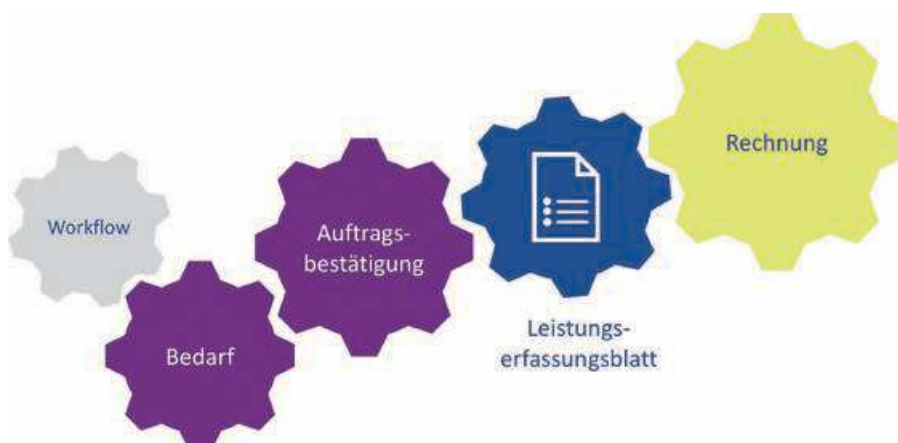 Workflow
Bedarf
Auftrags-
bestätigung
Leistungs-
erfassungsblatt
Rechnung